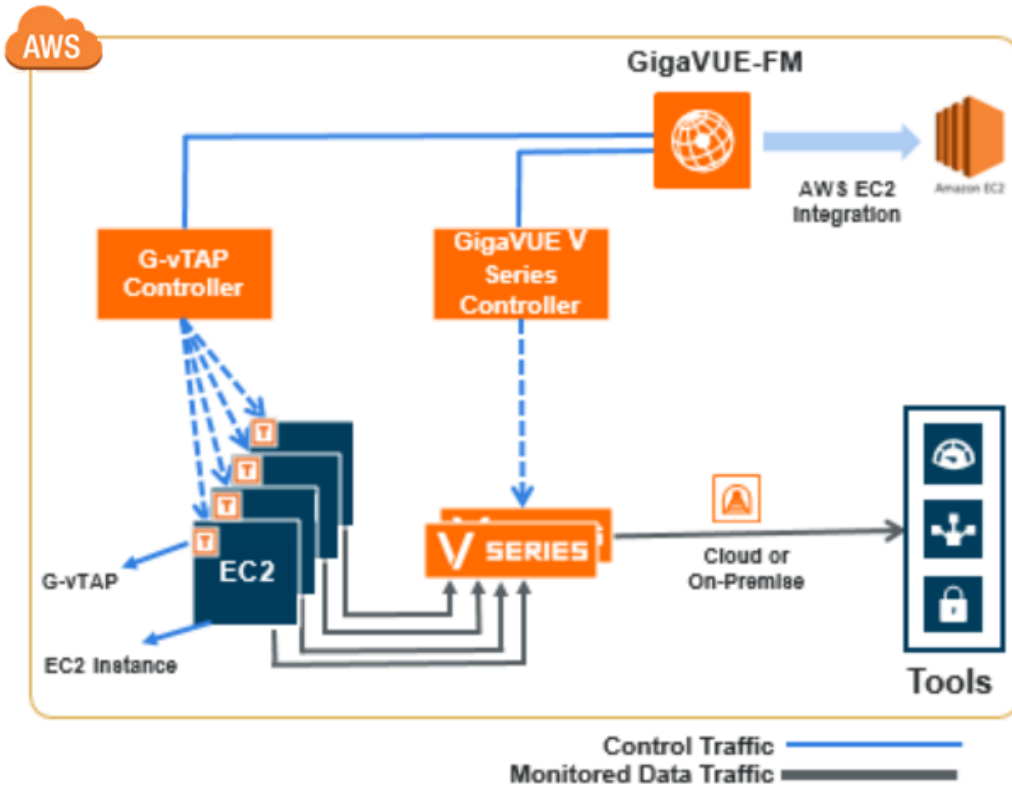 AWS
GigaVUE-FM
AWS EC2
Integration
Amazon EC2
G-vTAP
Controller
GigaVUE V
Series
Controller
T
T
T
T
EC2
G-vTAP
EC2 Instance
V SERIES
Cloud or
On-Premise
Tools
Control Traffic
Monitored Data Traffic